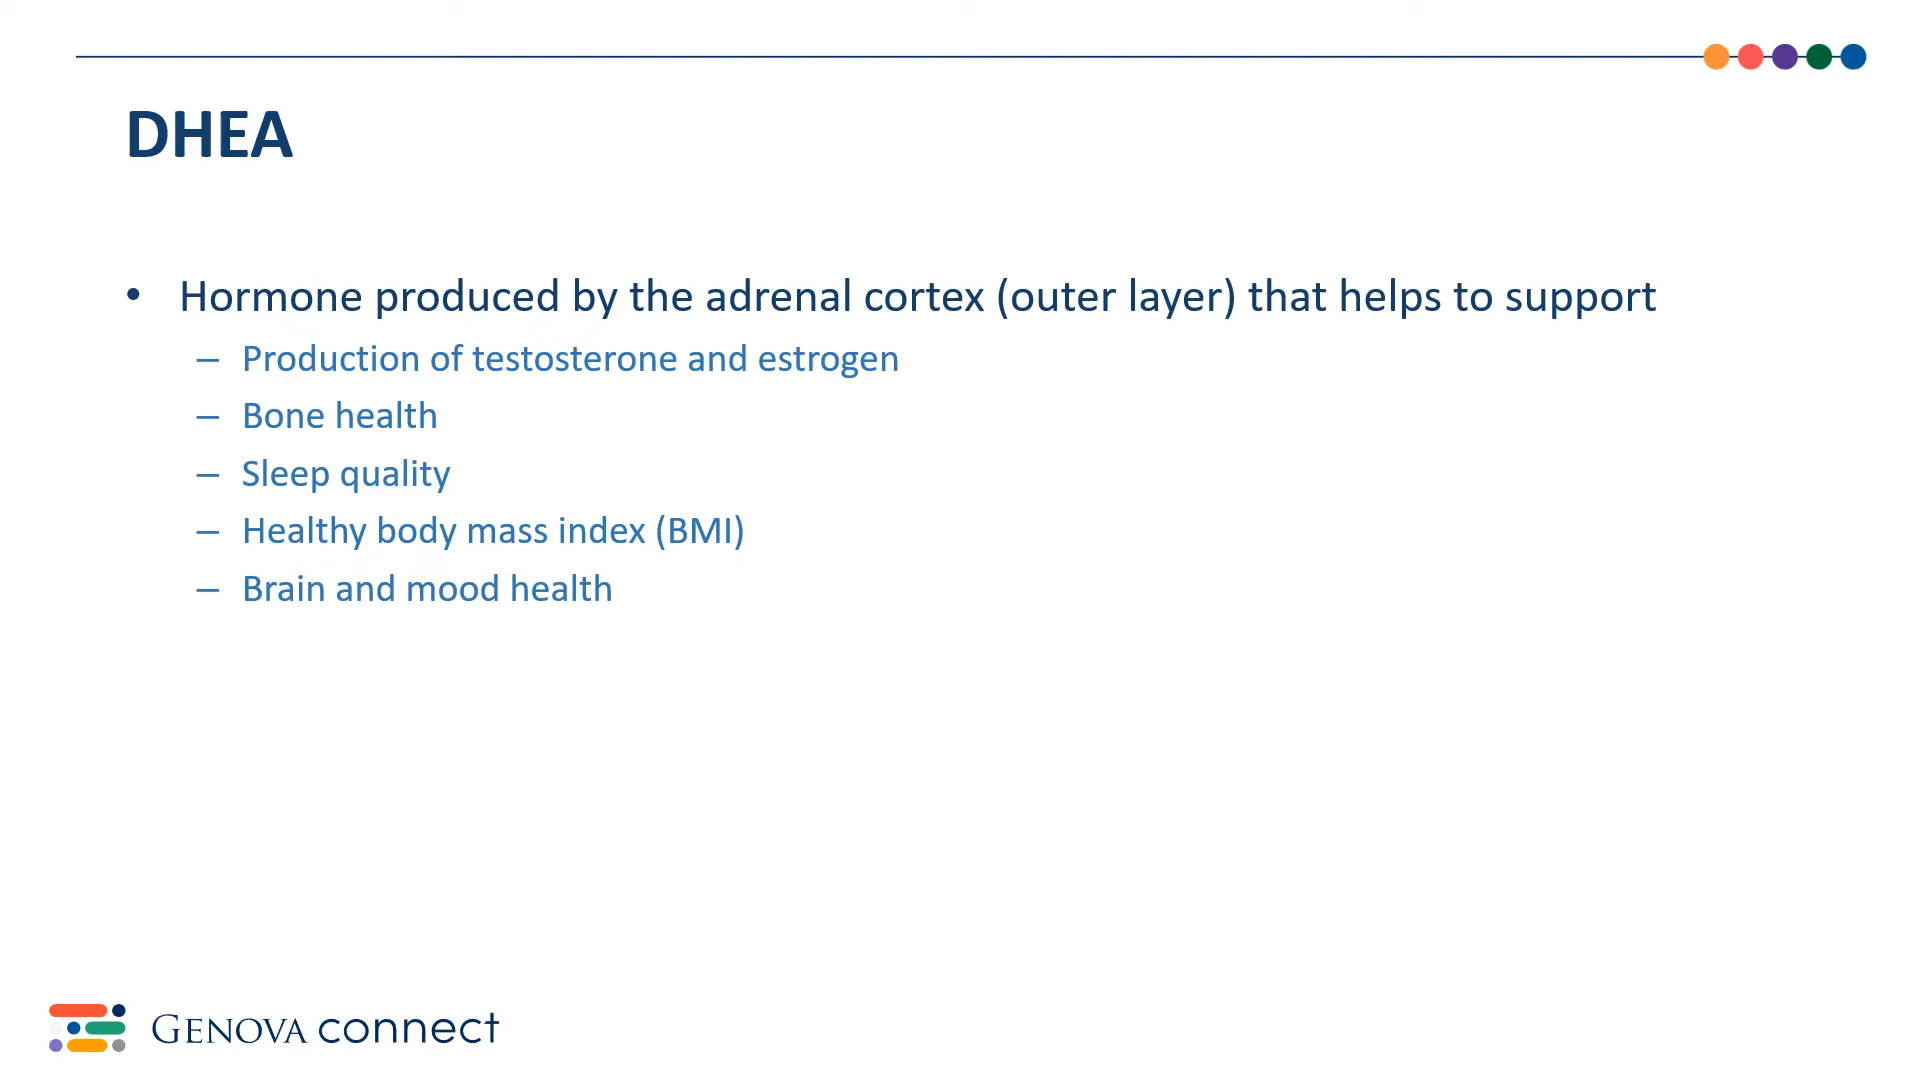 DHEA
• Hormone produced by the adrenal cortex (outer layer) that helps to support
– Production of testosterone and estrogen
– Bone health
– Sleep quality
– Healthy body mass index (BMI)
– Brain and mood health
GENOVA connect